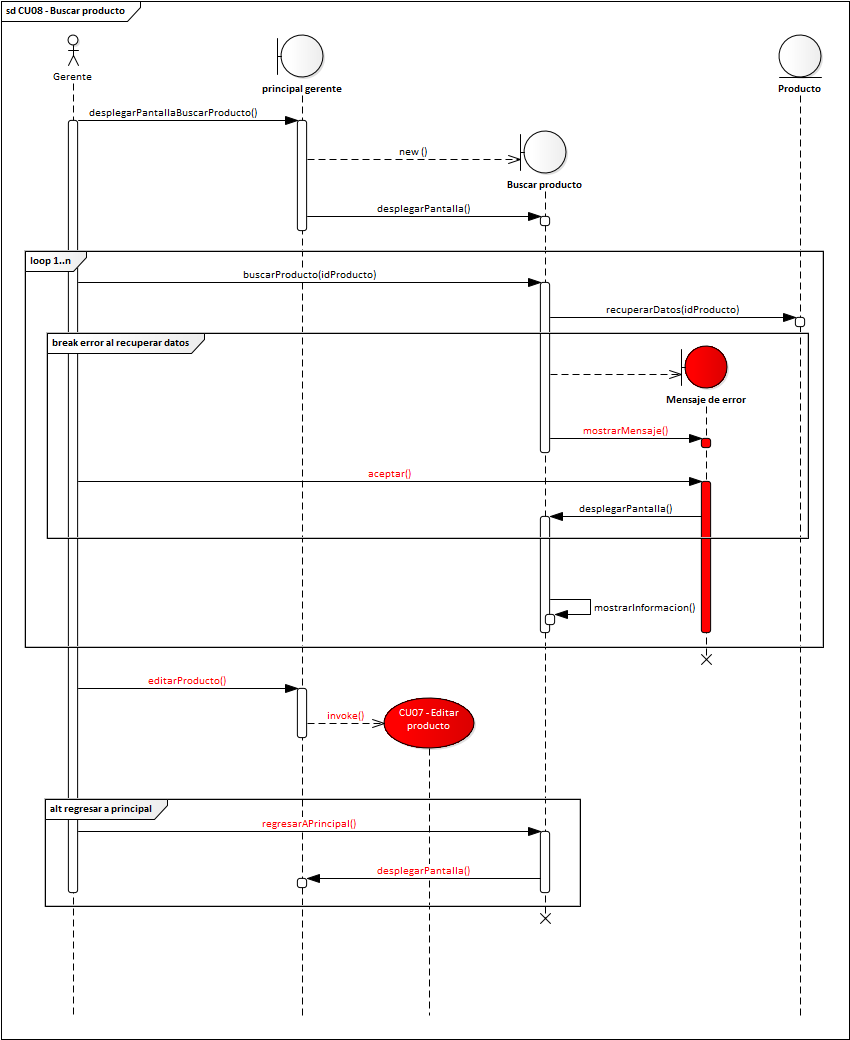 sd CU08 - Buscar producto
Gerente
principal gerente
Producto
desplegarPantallaBuscarProducto()
new ()
Buscar producto
desplegarPantalla()
loop 1..n
buscarProducto(idProducto)
recuperarDatos(idProducto)
break error al recuperar datos
Mensaje de error
mostrarMensaje()
aceptar()
desplegarPantalla()
mostrarInformacion()
editarProducto()
invoke()
CU07 - Editar
producto
alt regresar a principal
regresarAPrincipal()
desplegarPantalla()